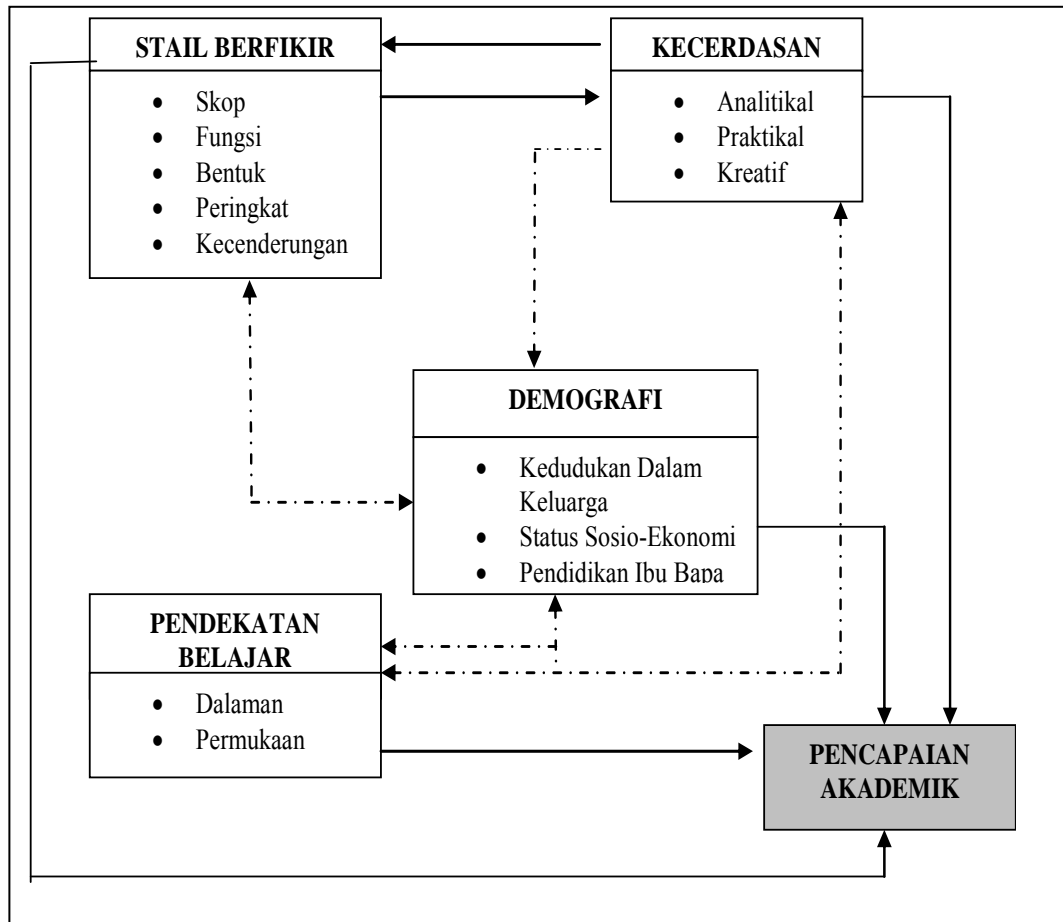 STAIL BERFIKIR
• Skop
• Fungsi
• Bentuk
• Peringkat
• Kecenderungan
KECERDASAN
• Analitikal
• Praktikal
• Kreatif
DEMOGRAFI
• Kedudukan Dalam
Keluarga
• Status Sosio-Ekonomi
• Pendidikan Ibu Bapa
PENDEKATAN
BELAJAR
• Dalaman
• Permukaan
PENCAPAIAN
AKADEMIK